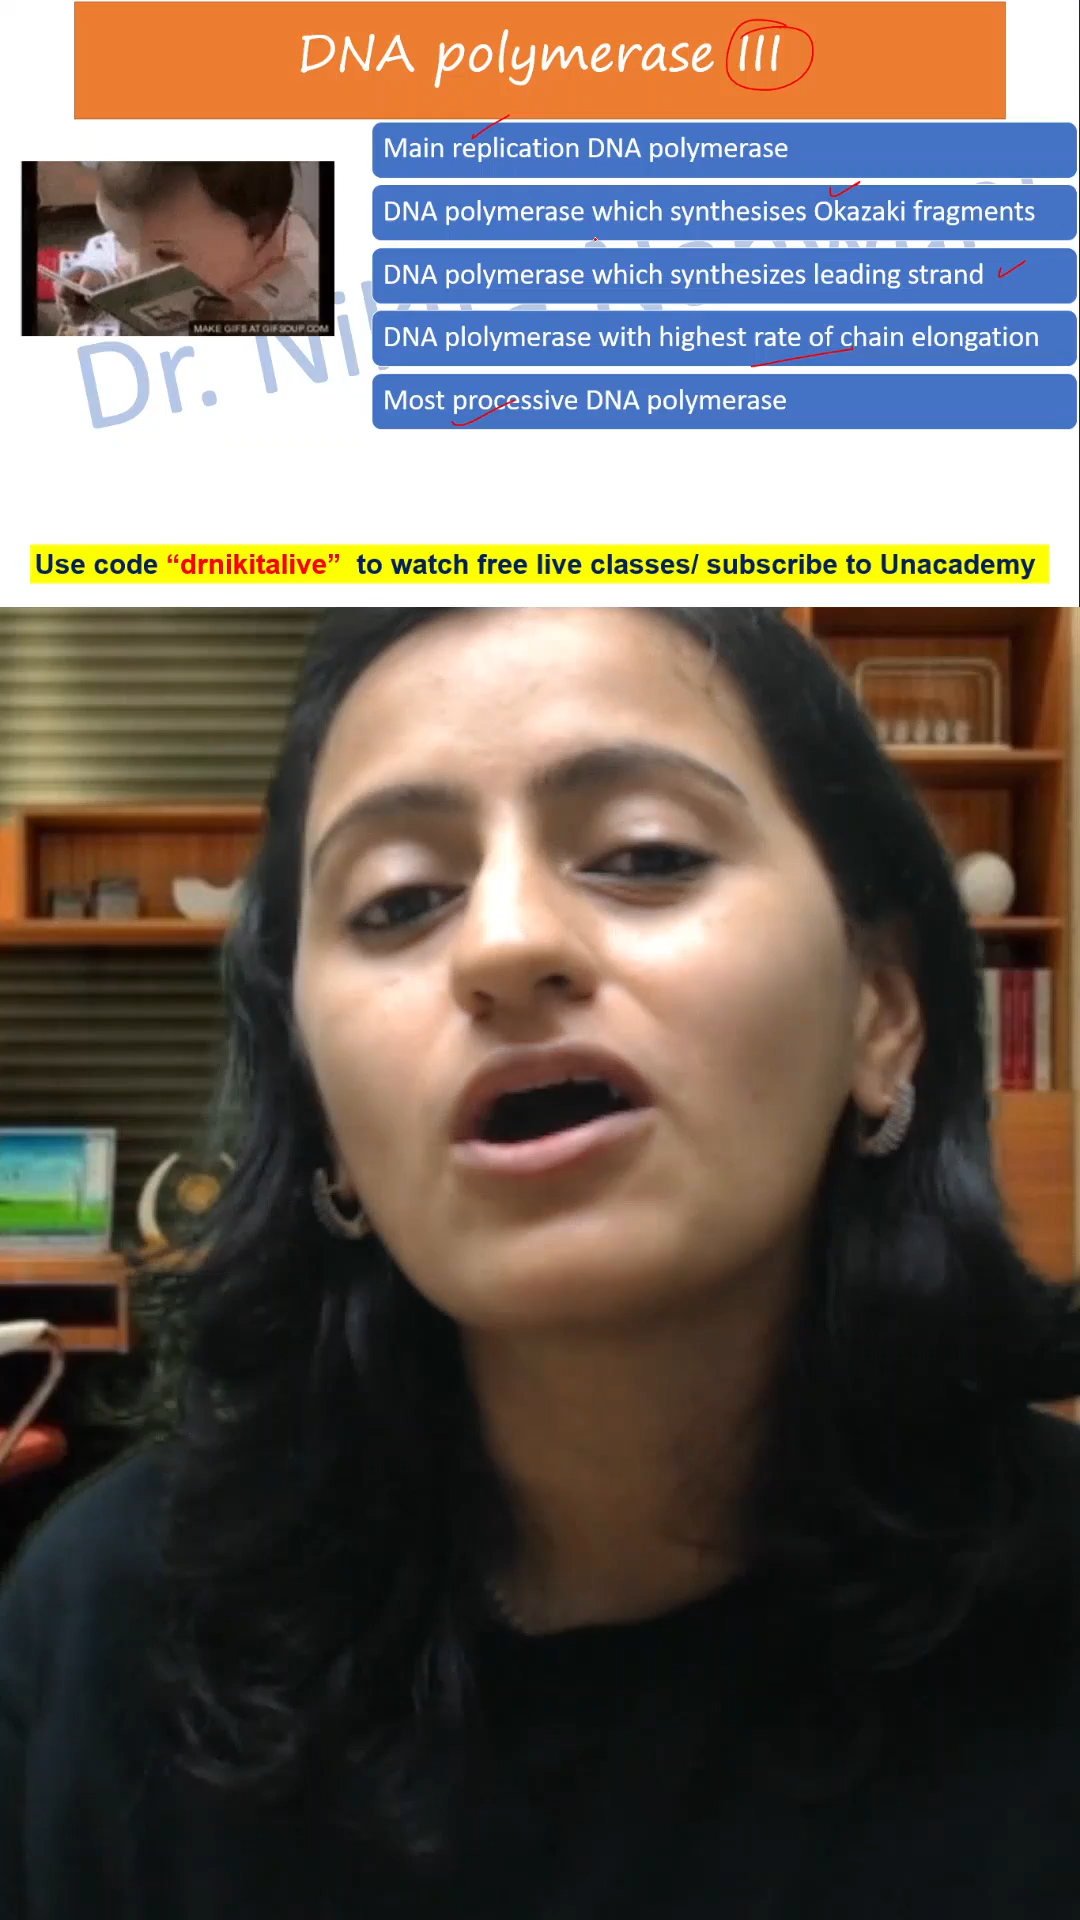 DNA polymerase III
Main replication DNA polymerase
DNA polymerase which synthesises Okazaki fragments
DNA polymerase which synthesizes leading strand
DNA plolymerase with highest rate of chain elongation
Most processive DNA polymerase
MAKE GIFS AT GIFSOUP.COM
Dr.
Use code “drnikitalive” to watch free live classes/ subscribe to Unacademy